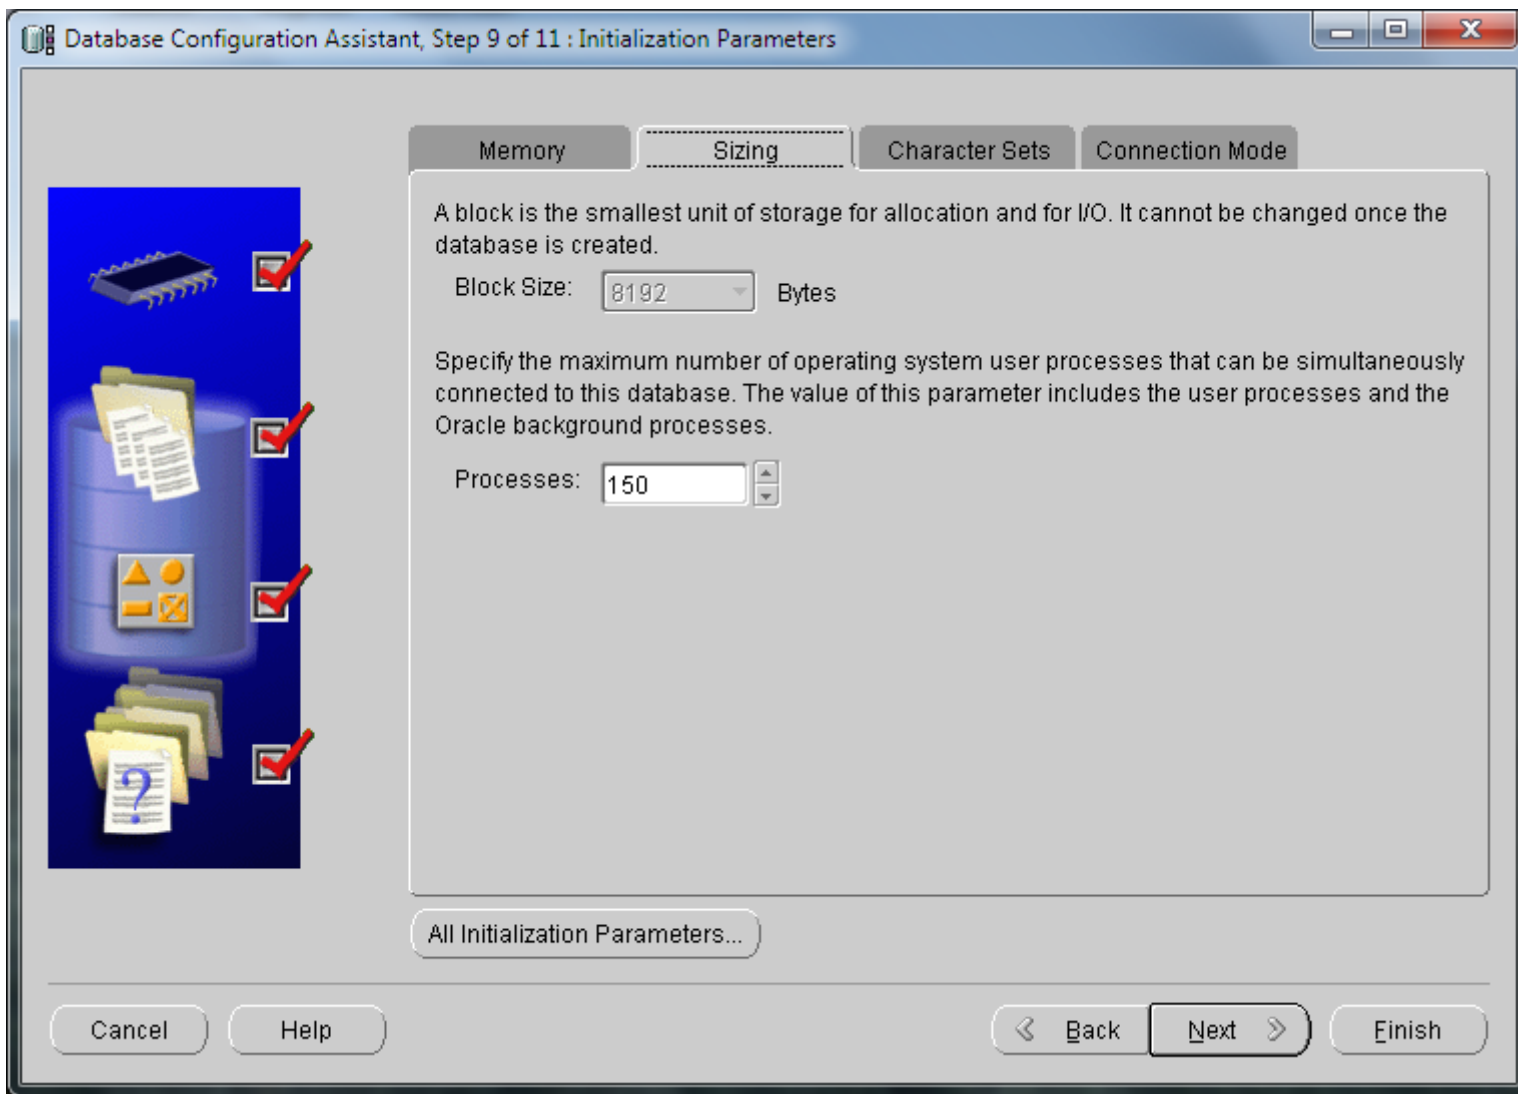 Database Configuration Assistant, Step 9 of 11 : Initialization Parameters
Memory
Sizing
Character Sets
Connection Mode
A block is the smallest unit of storage for allocation and for I/O. It cannot be changed once the
database is created.
Block Size: 8192 Bytes
Specify the maximum number of operating system user processes that can be simultaneously
connected to this database. The value of this parameter includes the user processes and the
Oracle background processes.
Processes: 150
?
All Initialization Parameters...
Cancel
Help
Back
Next
Finish